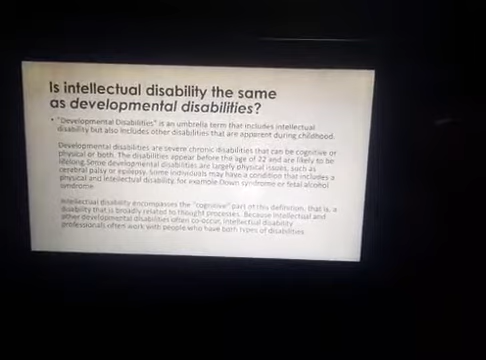 Is intellectual disability the same
as developmental disabilities?
• "Developmental Disabilities" is an umbrella term that includes intellectual
disability but also includes other disabilities that are apparent during childhood.
Developmental disabilities are severe chronic disabilities that can be cognitive or
physical or both. The disabilities appear before the age of 22 and are likely to be
lifelong. Some developmental disabilities are largely physical issues, such as
cerebral palsy or epilepsy. Some individuals may have a condition that includes a
physical and intellectual disability, for example Down syndrome or fetal alcohol
syndrome.
Intellectual disability encompasses the "cognitive" part of this definition, that is, a
disability that is broadly related to thought processes. Because intellectual and
other developmental disabilities often co-occur, intellectual disability
professionals often work with people who have both types of disabilities.